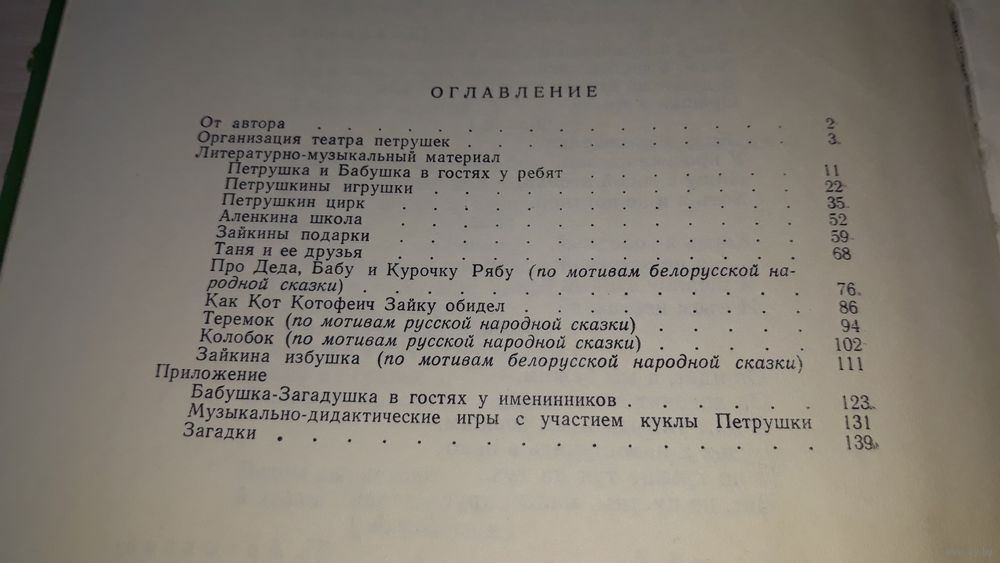 ОГЛАВЛЕНИЕ
От автора . . . . . . . . . . . . . . . 2
Организация театра петрушек . . . . . . . . . . 3
Литературно-музыкальный материал
Петрушка и Бабушка в гостях у ребят . . . . . . . 11
Петрушкины игрушки . . . . . . . . . . . 22
Петрушкин цирк . . . . . . . . . . . . 35
Аленкина школа . . . . . . . . . . . . 52
Зайкины подарки . . . . . . . . . . . . 59
Таня и ее друзья . . . . . . . . . . . . 68
Про Деда, Бабу и Курочку Рябу (по мотивам белорусской на-
родной сказки) . . . . . . . . . . . . . 76
Как Кот Котофеич Зайку обидел . . . . . . . . . 86
Теремок (по мотивам русской народной сказки) . . . . . 94
Колобок (по мотивам русской народной сказки) . . . . . 102
Зайкина избушка (по мотивам белорусской народной сказки) 111
Приложение
Бабушка-Загадушка в гостях у именинников . . . . . . 123
Музыкально-дидактические игры с участием куклы Петрушки 131
Загадки . . . . . . . . . . . . . . . . 139